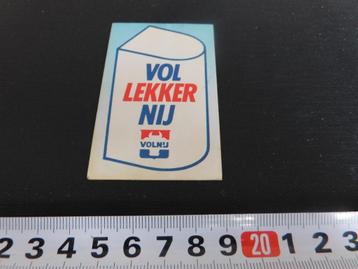 VOL
LEKKER
NIJ
VOLNIJ
2 3 4 5 6 7 8 9 20 1 2 3